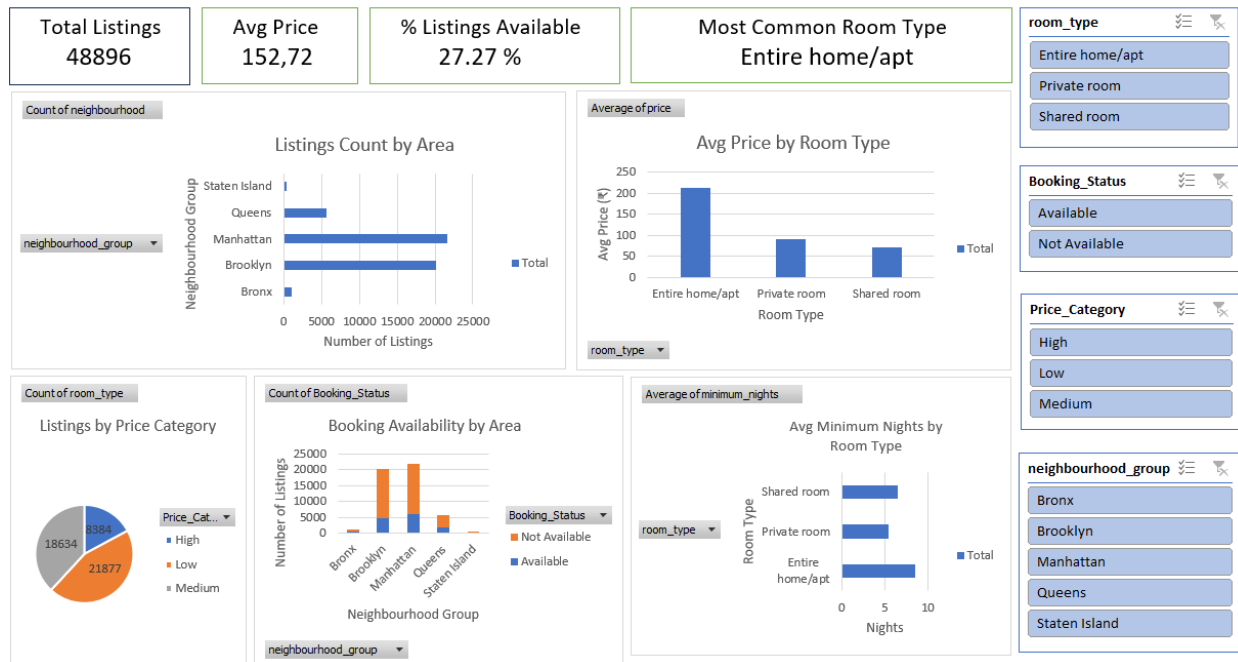 Total Listings
48896
Avg Price
152,72
% Listings Available
27.27 %
Most Common Room Type
Entire home/apt
room_type
Entire home/apt
Private room
Shared room
Count of neighbourhood
Listings Count by Area
Neighbourhood Group
Staten Island
Queens
Manhattan
Brooklyn
Bronx
neighbourhood_group
Total
0 5000 10000 15000 20000 25000
Number of Listings
Average of price
Avg Price by Room Type
Avg Price (₹)
250
200
150
100
50
0
Entire home/apt Private room Shared room
Room Type
Total
room_type
Booking_Status
Available
Not Available
Price_Category
High
Low
Medium
Count of room_type
Listings by Price Category
8384
18634
21877
Price_Cat...
High
Low
Medium
Count of Booking_Status
Booking Availability by Area
Number of Listings
25000
20000
15000
10000
5000
0
Bronx
Brooklyn
Manhattan
Queens
Staten Island
Neighbourhood Group
Booking_Status
Not Available
Available
neighbourhood_group
Average of minimum_nights
Avg Minimum Nights by
Room Type
Room Type
Shared room
Private room
Entire
home/apt
room_type
Total
0 5 10
Nights
neighbourhood_group
Bronx
Brooklyn
Manhattan
Queens
Staten Island